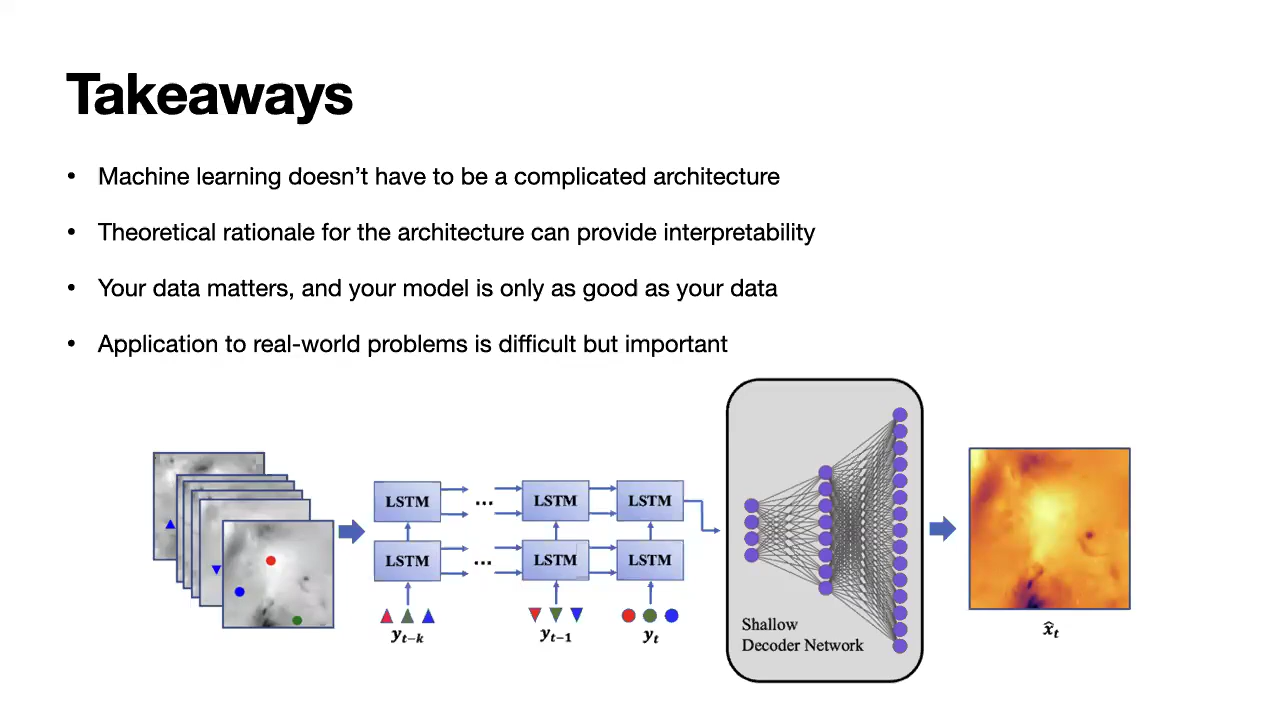 Takeaways
• Machine learning doesn’t have to be a complicated architecture
• Theoretical rationale for the architecture can provide interpretability
• Your data matters, and your model is only as good as your data
• Application to real-world problems is difficult but important
LSTM ... LSTM LSTM
LSTM ... LSTM LSTM
y_{t−k} y_{t−1} y_t
Shallow
Decoder Network
x̂_t